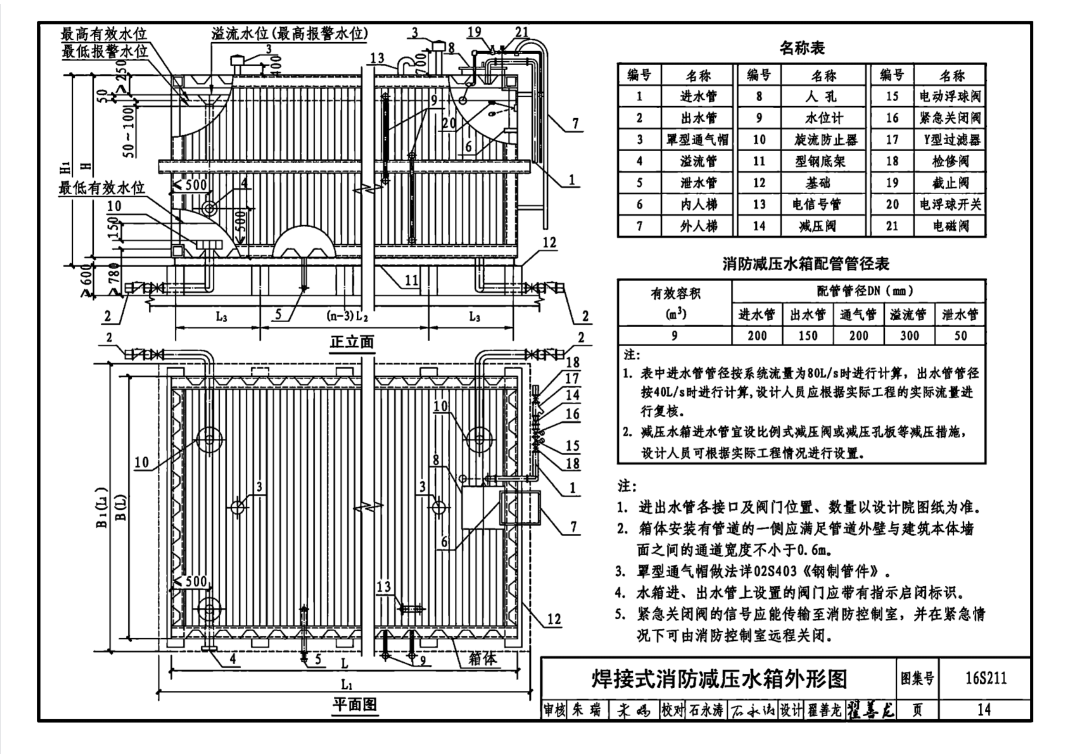 最高有效水位
最低报警水位
溢流水位(最高报警水位)
3
400
13
3
700
8
19
21
>250
50
50~100
9
20
6
7
H1
H
最低有效水位
<500
4
1
10
150
500
12
>600
>780
11
2
5
2
L3
(n-3)L2
L3
正立面
2
2
18
17
14
16
15
18
10
10
8
1
3
3
B1(L1)
B(L)
6
7
<500
13
12
4
5
9
箱体
L
L1
平面图
名称表
编号 名称 编号 名称 编号 名称
1 进水管 8 人孔 15 电动浮球阀
2 出水管 9 水位计 16 紧急关闭阀
3 罩型通气帽 10 旋流防止器 17 Y型过滤器
4 溢流管 11 型钢底架 18 检修阀
5 泄水管 12 基础 19 截止阀
6 内人梯 13 电信号管 20 电浮球开关
7 外人梯 14 减压阀 21 电磁阀
消防减压水箱配管管径表
有效容积 配管管径DN（mm）
(m³) 进水管 出水管 通气管 溢流管 泄水管
9 200 150 200 300 50
注:
1. 表中进水管管径按系统流量为80L/s时进行计算，出水管管径
按40L/s时进行计算,设计人员应根据实际工程的实际流量进
行复核。
2. 减压水箱进水管宜设比例式减压阀或减压孔板等减压措施，
设计人员可根据实际工程情况进行设置。
注:
1. 进出水管各接口及阀门位置、数量以设计院图纸为准。
2. 箱体安装有管道的一侧应满足管道外壁与建筑本体墙
面之间的通道宽度不小于0.6m。
3. 罩型通气帽做法详02S403《钢制管件》。
4. 水箱进、出水管上设置的阀门应带有指示启闭标识。
5. 紧急关闭阀的信号应能传输至消防控制室，并在紧急情
况下可由消防控制室远程关闭。
焊接式消防减压水箱外形图 图集号 16S211
审核 朱瑞 校对 石永涛 石永涛 设计 翟善龙 翟善龙 页 14